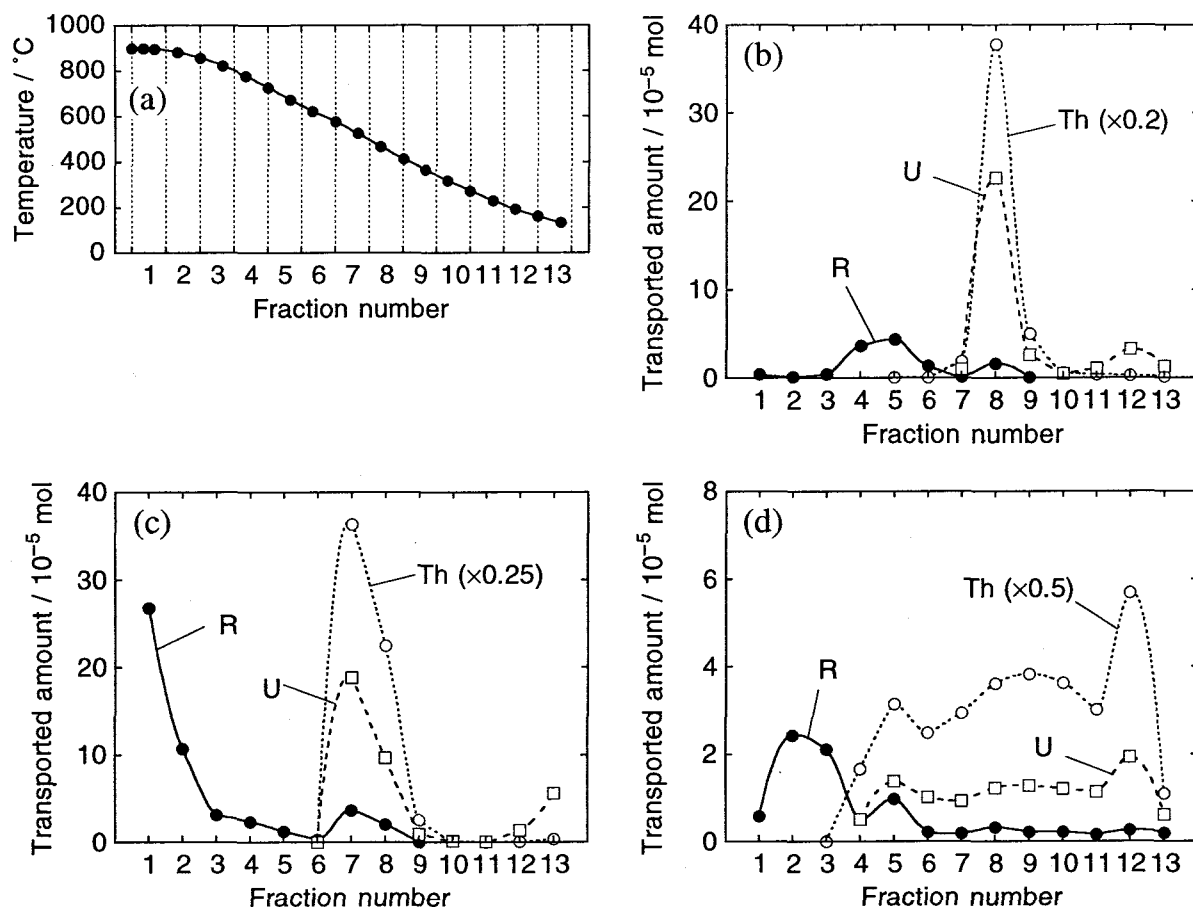 (a)
Temperature / °C
1000
800
600
400
200
0
1 2 3 4 5 6 7 8 9 10 11 12 13
Fraction number
(b)
Transported amount / 10⁻⁵ mol
40
30
20
10
0
Th (×0.2)
U
R
1 2 3 4 5 6 7 8 9 10 11 12 13
Fraction number
(c)
Transported amount / 10⁻⁵ mol
40
30
20
10
0
Th (×0.25)
R
U
1 2 3 4 5 6 7 8 9 10 11 12 13
Fraction number
(d)
Transported amount / 10⁻⁵ mol
8
6
4
2
0
Th (×0.5)
R
U
1 2 3 4 5 6 7 8 9 10 11 12 13
Fraction number